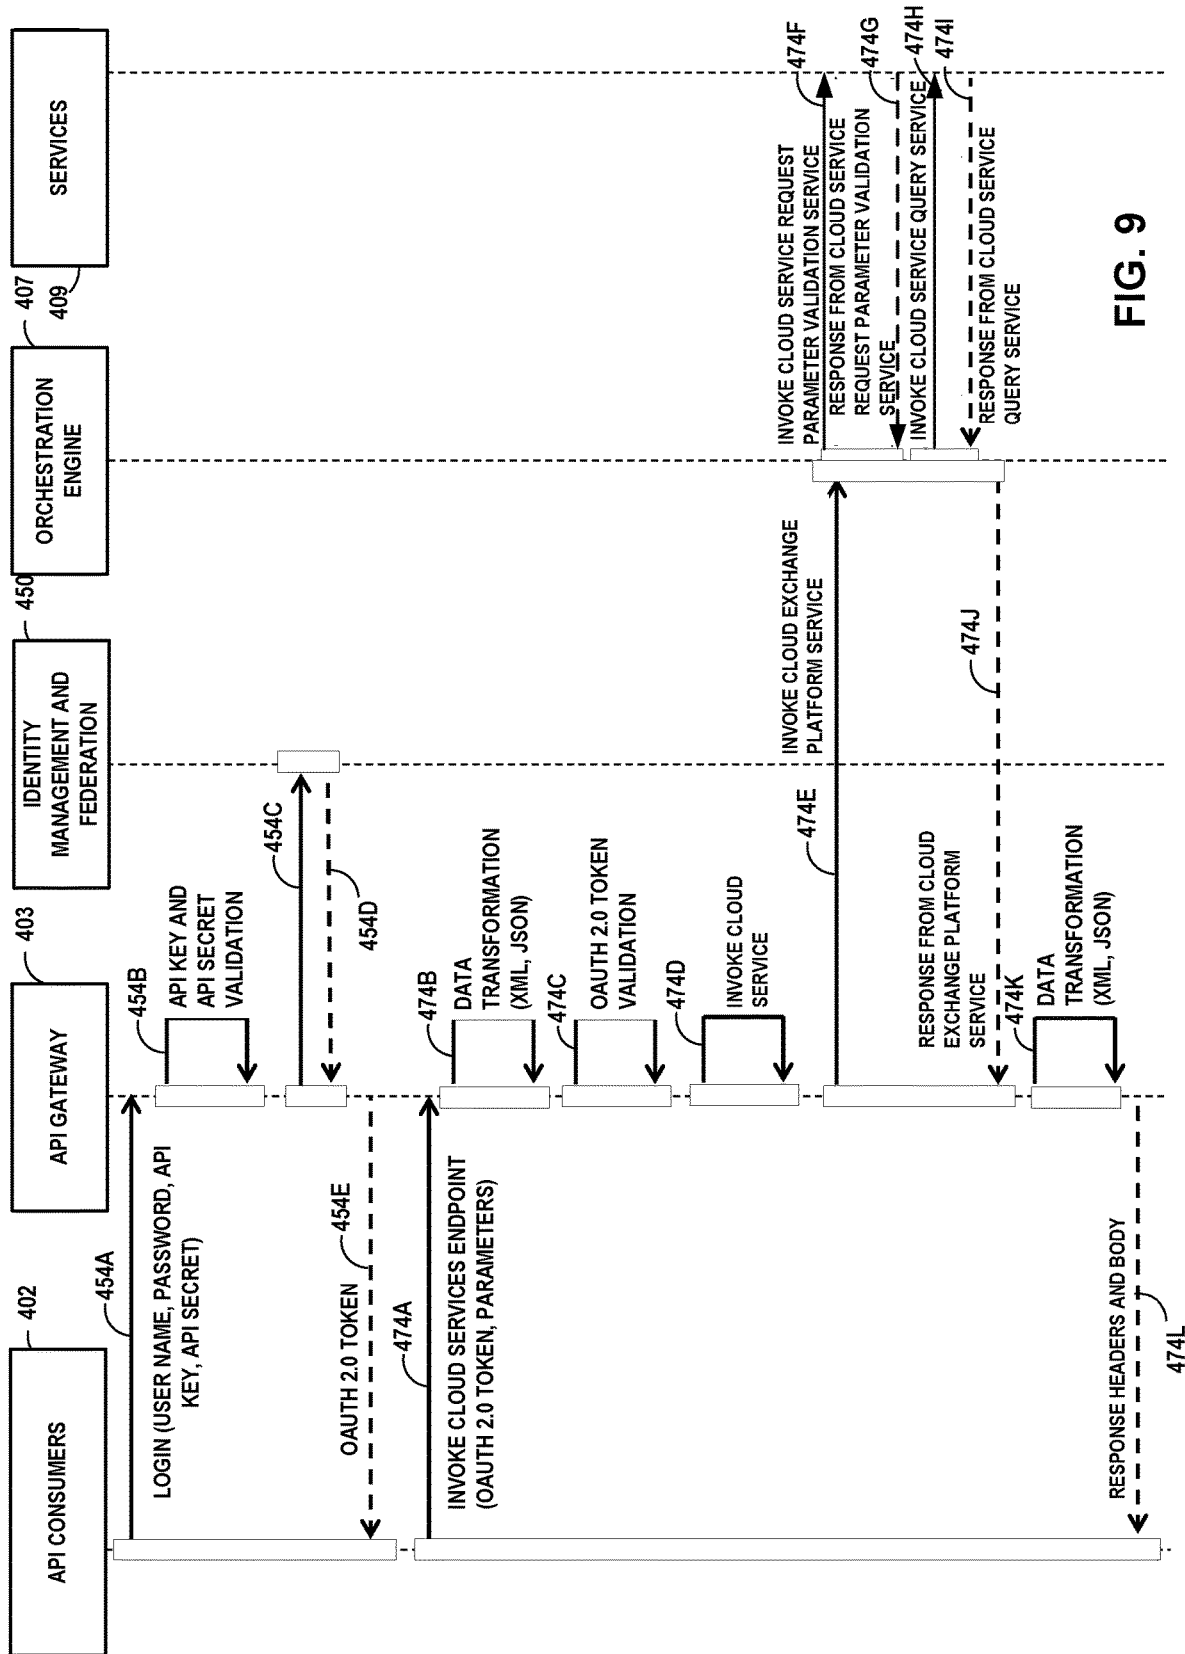 API CONSUMERS
402
API GATEWAY
403
IDENTITY
MANAGEMENT AND
FEDERATION
450
ORCHESTRATION
ENGINE
407
SERVICES
409
454A
LOGIN (USER NAME, PASSWORD, API
KEY, API SECRET)
454B
API KEY AND
API SECRET
VALIDATION
454C
454D
OAUTH 2.0 TOKEN
454E
474A
INVOKE CLOUD SERVICES ENDPOINT
(OAUTH 2.0 TOKEN, PARAMETERS)
474B
DATA
TRANSFORMATION
(XML, JSON)
474C
OAUTH 2.0 TOKEN
VALIDATION
474D
INVOKE CLOUD
SERVICE
474E
INVOKE CLOUD EXCHANGE
PLATFORM SERVICE
INVOKE CLOUD SERVICE REQUEST
PARAMETER VALIDATION SERVICE
474F
RESPONSE FROM CLOUD SERVICE
REQUEST PARAMETER VALIDATION
SERVICE
474G
INVOKE CLOUD SERVICE QUERY SERVICE
474H
474I
RESPONSE FROM CLOUD SERVICE
QUERY SERVICE
474J
RESPONSE FROM CLOUD
EXCHANGE PLATFORM
SERVICE
474K
DATA
TRANSFORMATION
(XML, JSON)
RESPONSE HEADERS AND BODY
474L
FIG. 9